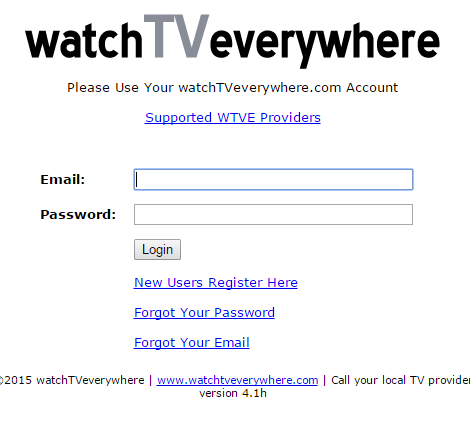 watchTVeverywhere
Please Use Your watchTVeverywhere.com Account
Supported WTVE Providers
Email:
Password:
Login
New Users Register Here
Forgot Your Password
Forgot Your Email
©2015 watchTVeverywhere | www.watchtveverywhere.com | Call your local TV provider
version 4.1h